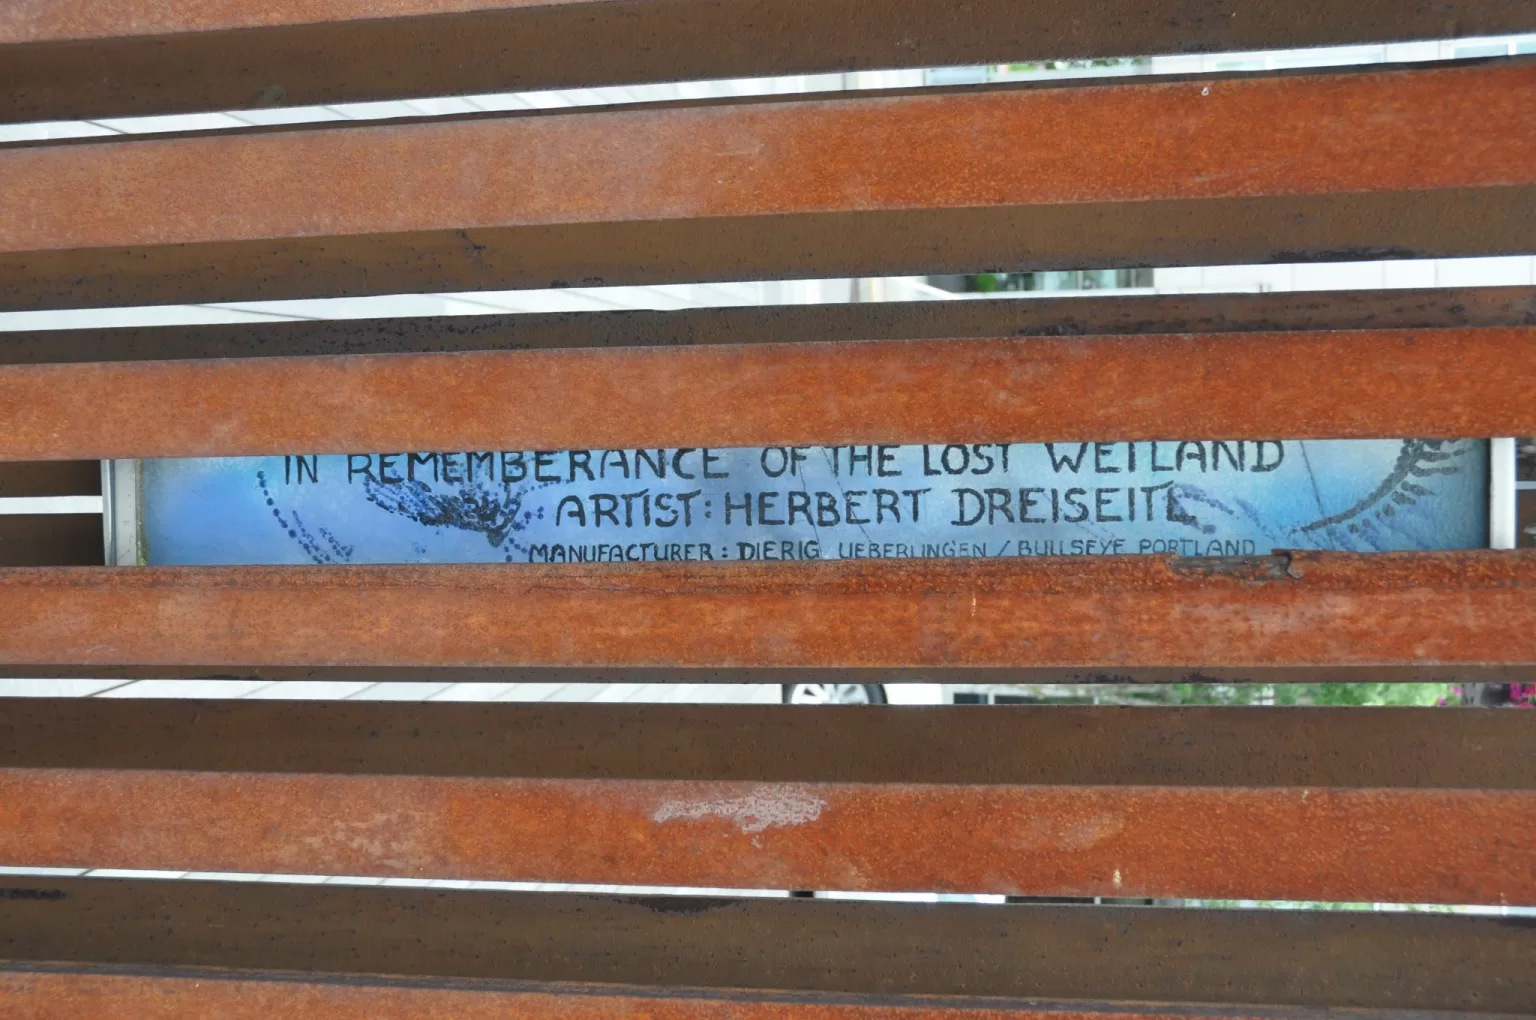 IN REMEMBERANCE OF THE LOST WETLAND
ARTIST: HERBERT DREISEITL
MANUFACTURER: DIERIG UEBERLINGEN / BULLSEYE PORTLAND